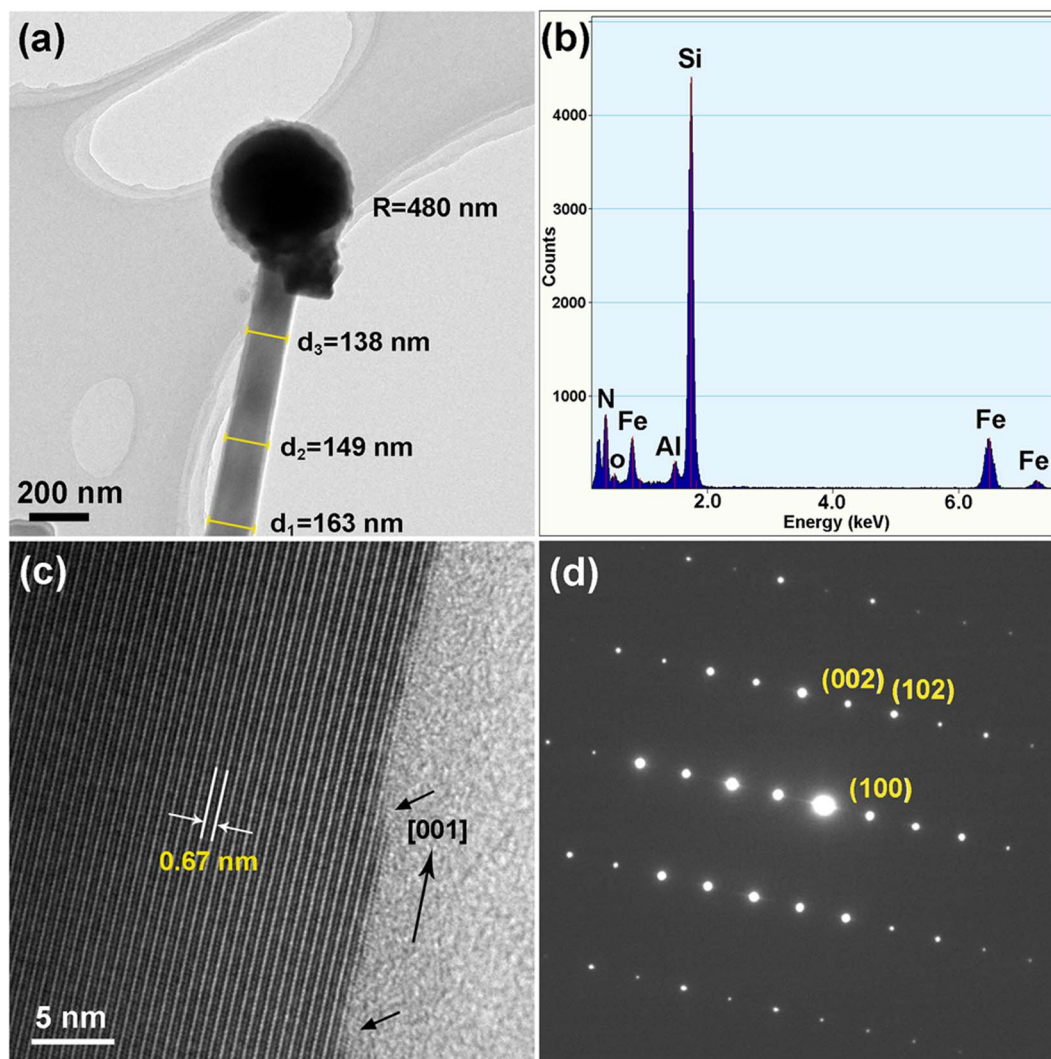 (a)
R=480 nm
d₃=138 nm
d₂=149 nm
d₁=163 nm
200 nm
(b)
Si
4000
3000
2000
1000
Counts
N
o
Fe
Al
Fe
Fe
2.0
4.0
6.0
Energy (keV)
(c)
0.67 nm
[001]
5 nm
(d)
(002)
(102)
(100)